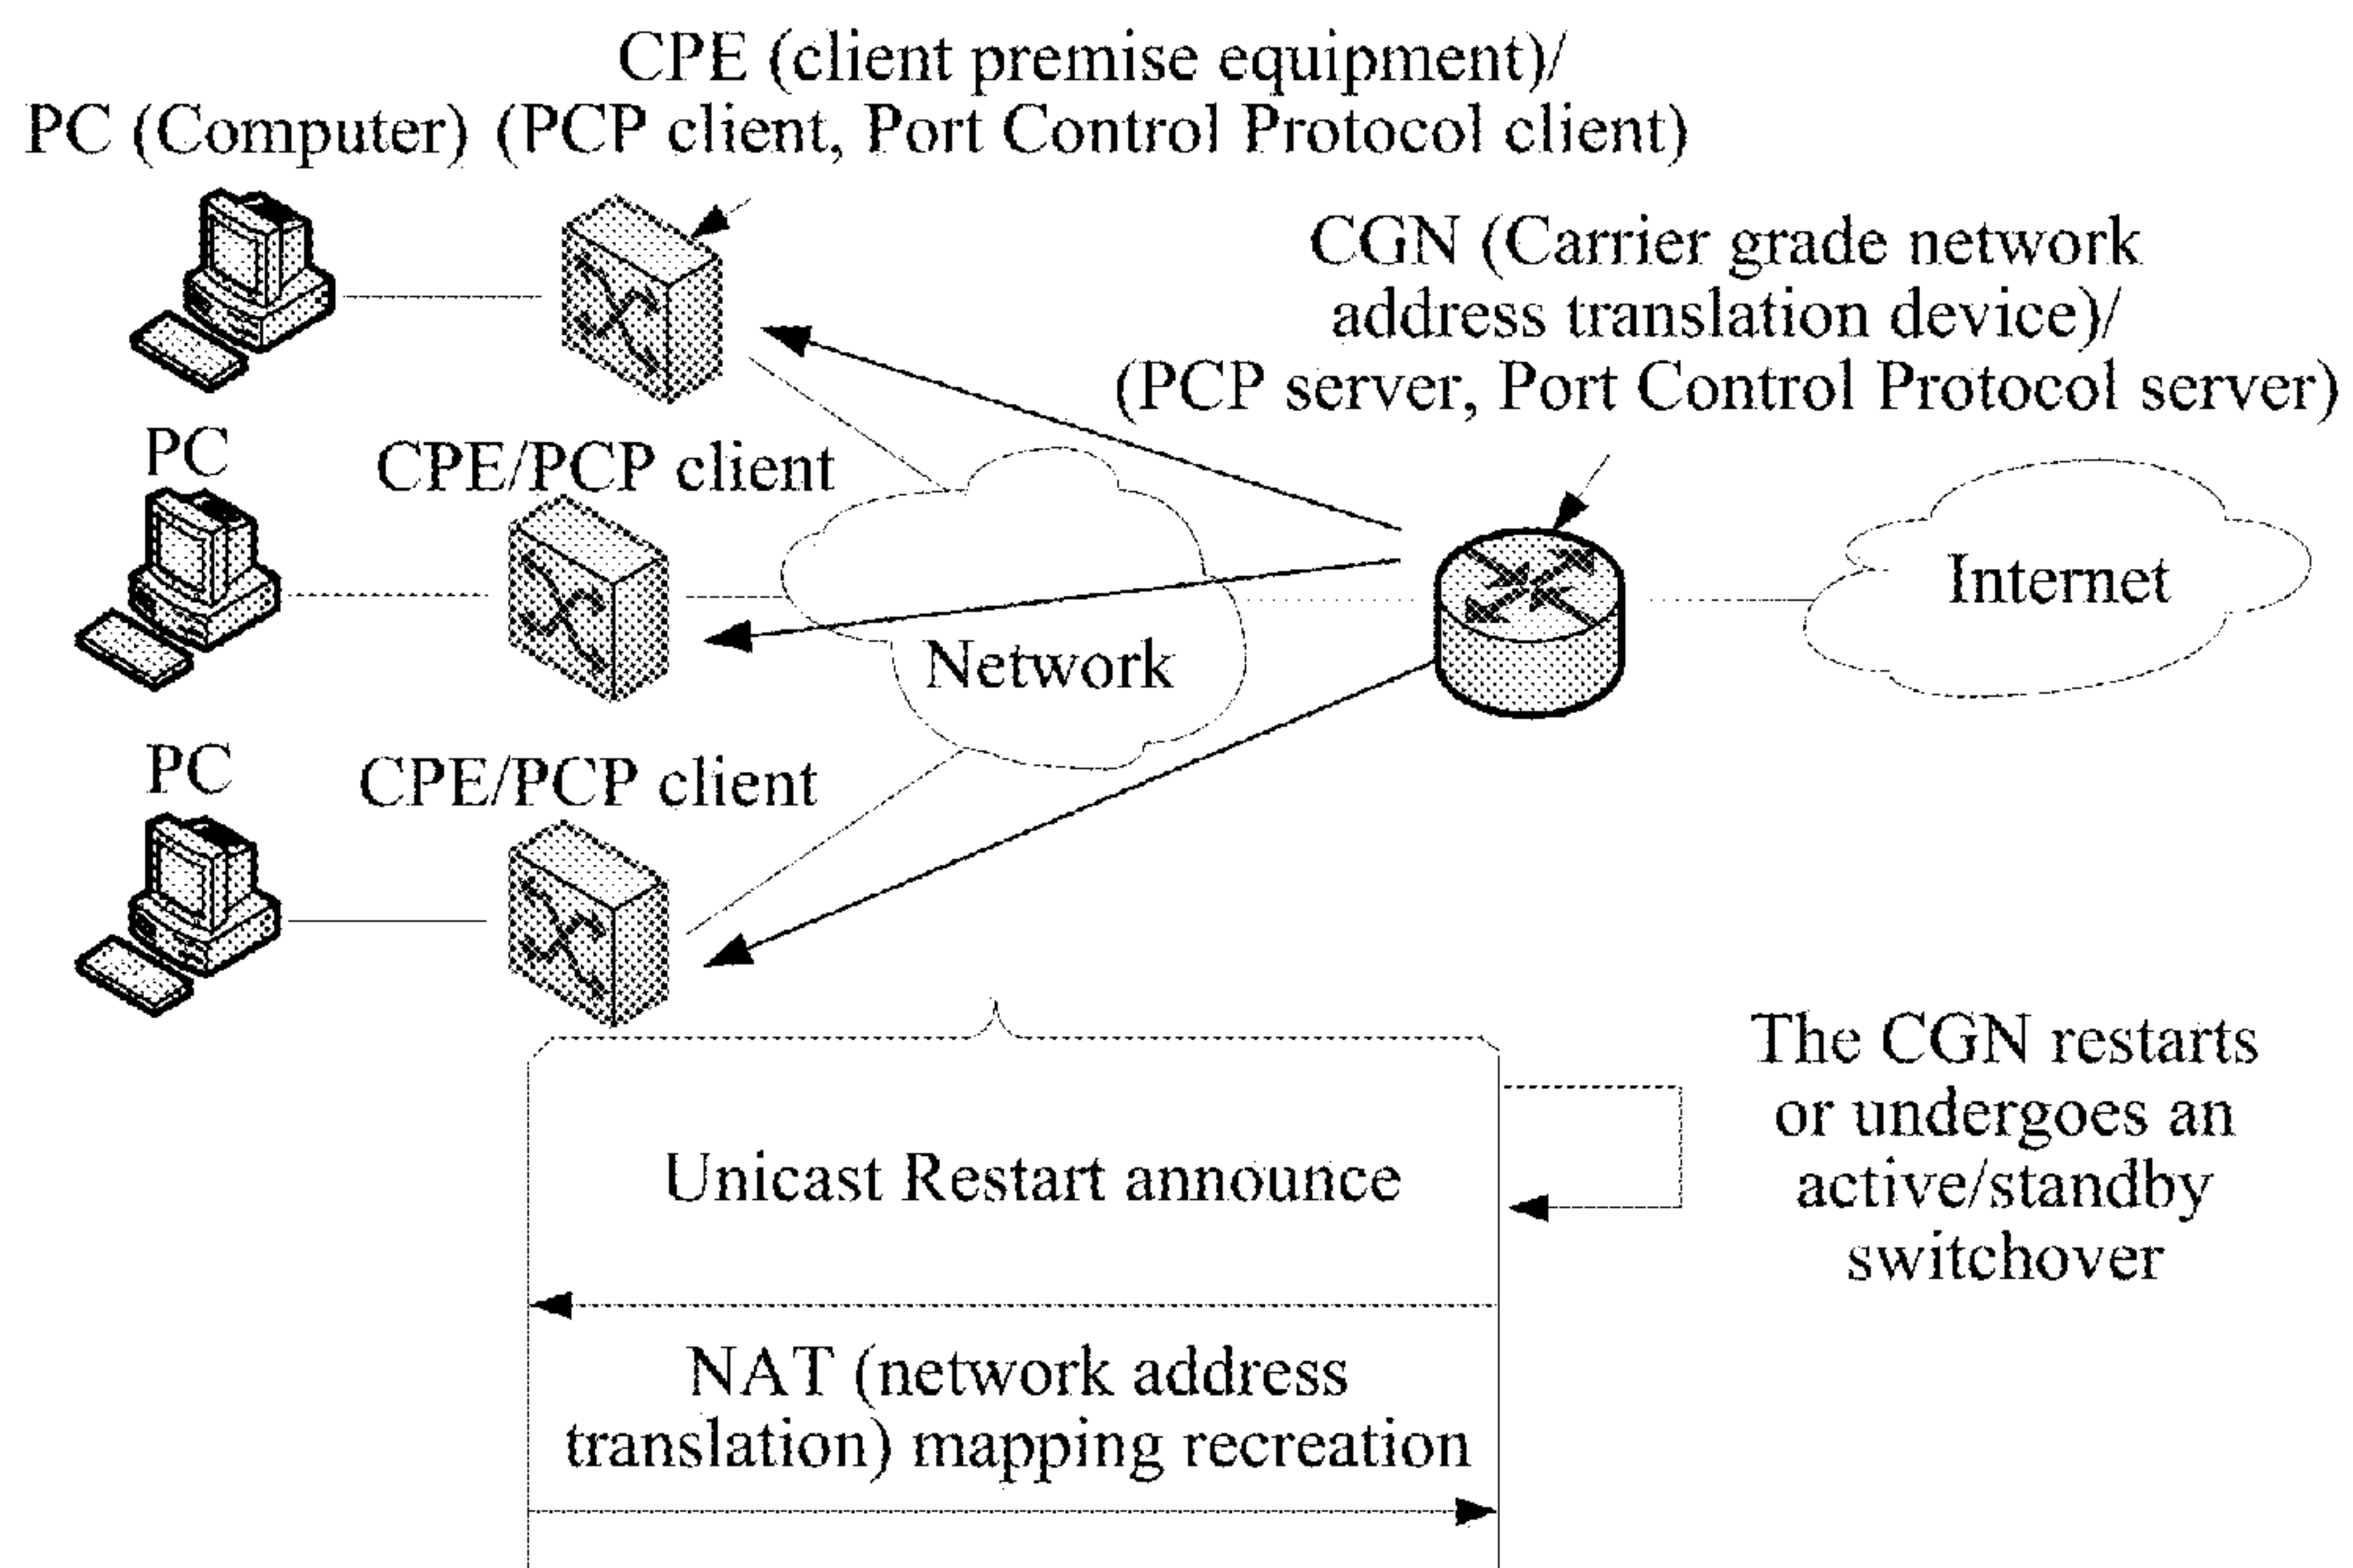 CPE (client premise equipment)/
PC (Computer) (PCP client, Port Control Protocol client)
CGN (Carrier grade network
address translation device)/
(PCP server, Port Control Protocol server)
PC
CPE/PCP client
Internet
Network
PC
CPE/PCP client
The CGN restarts
or undergoes an
active/standby
switchover
Unicast Restart announce
NAT (network address
translation) mapping recreation